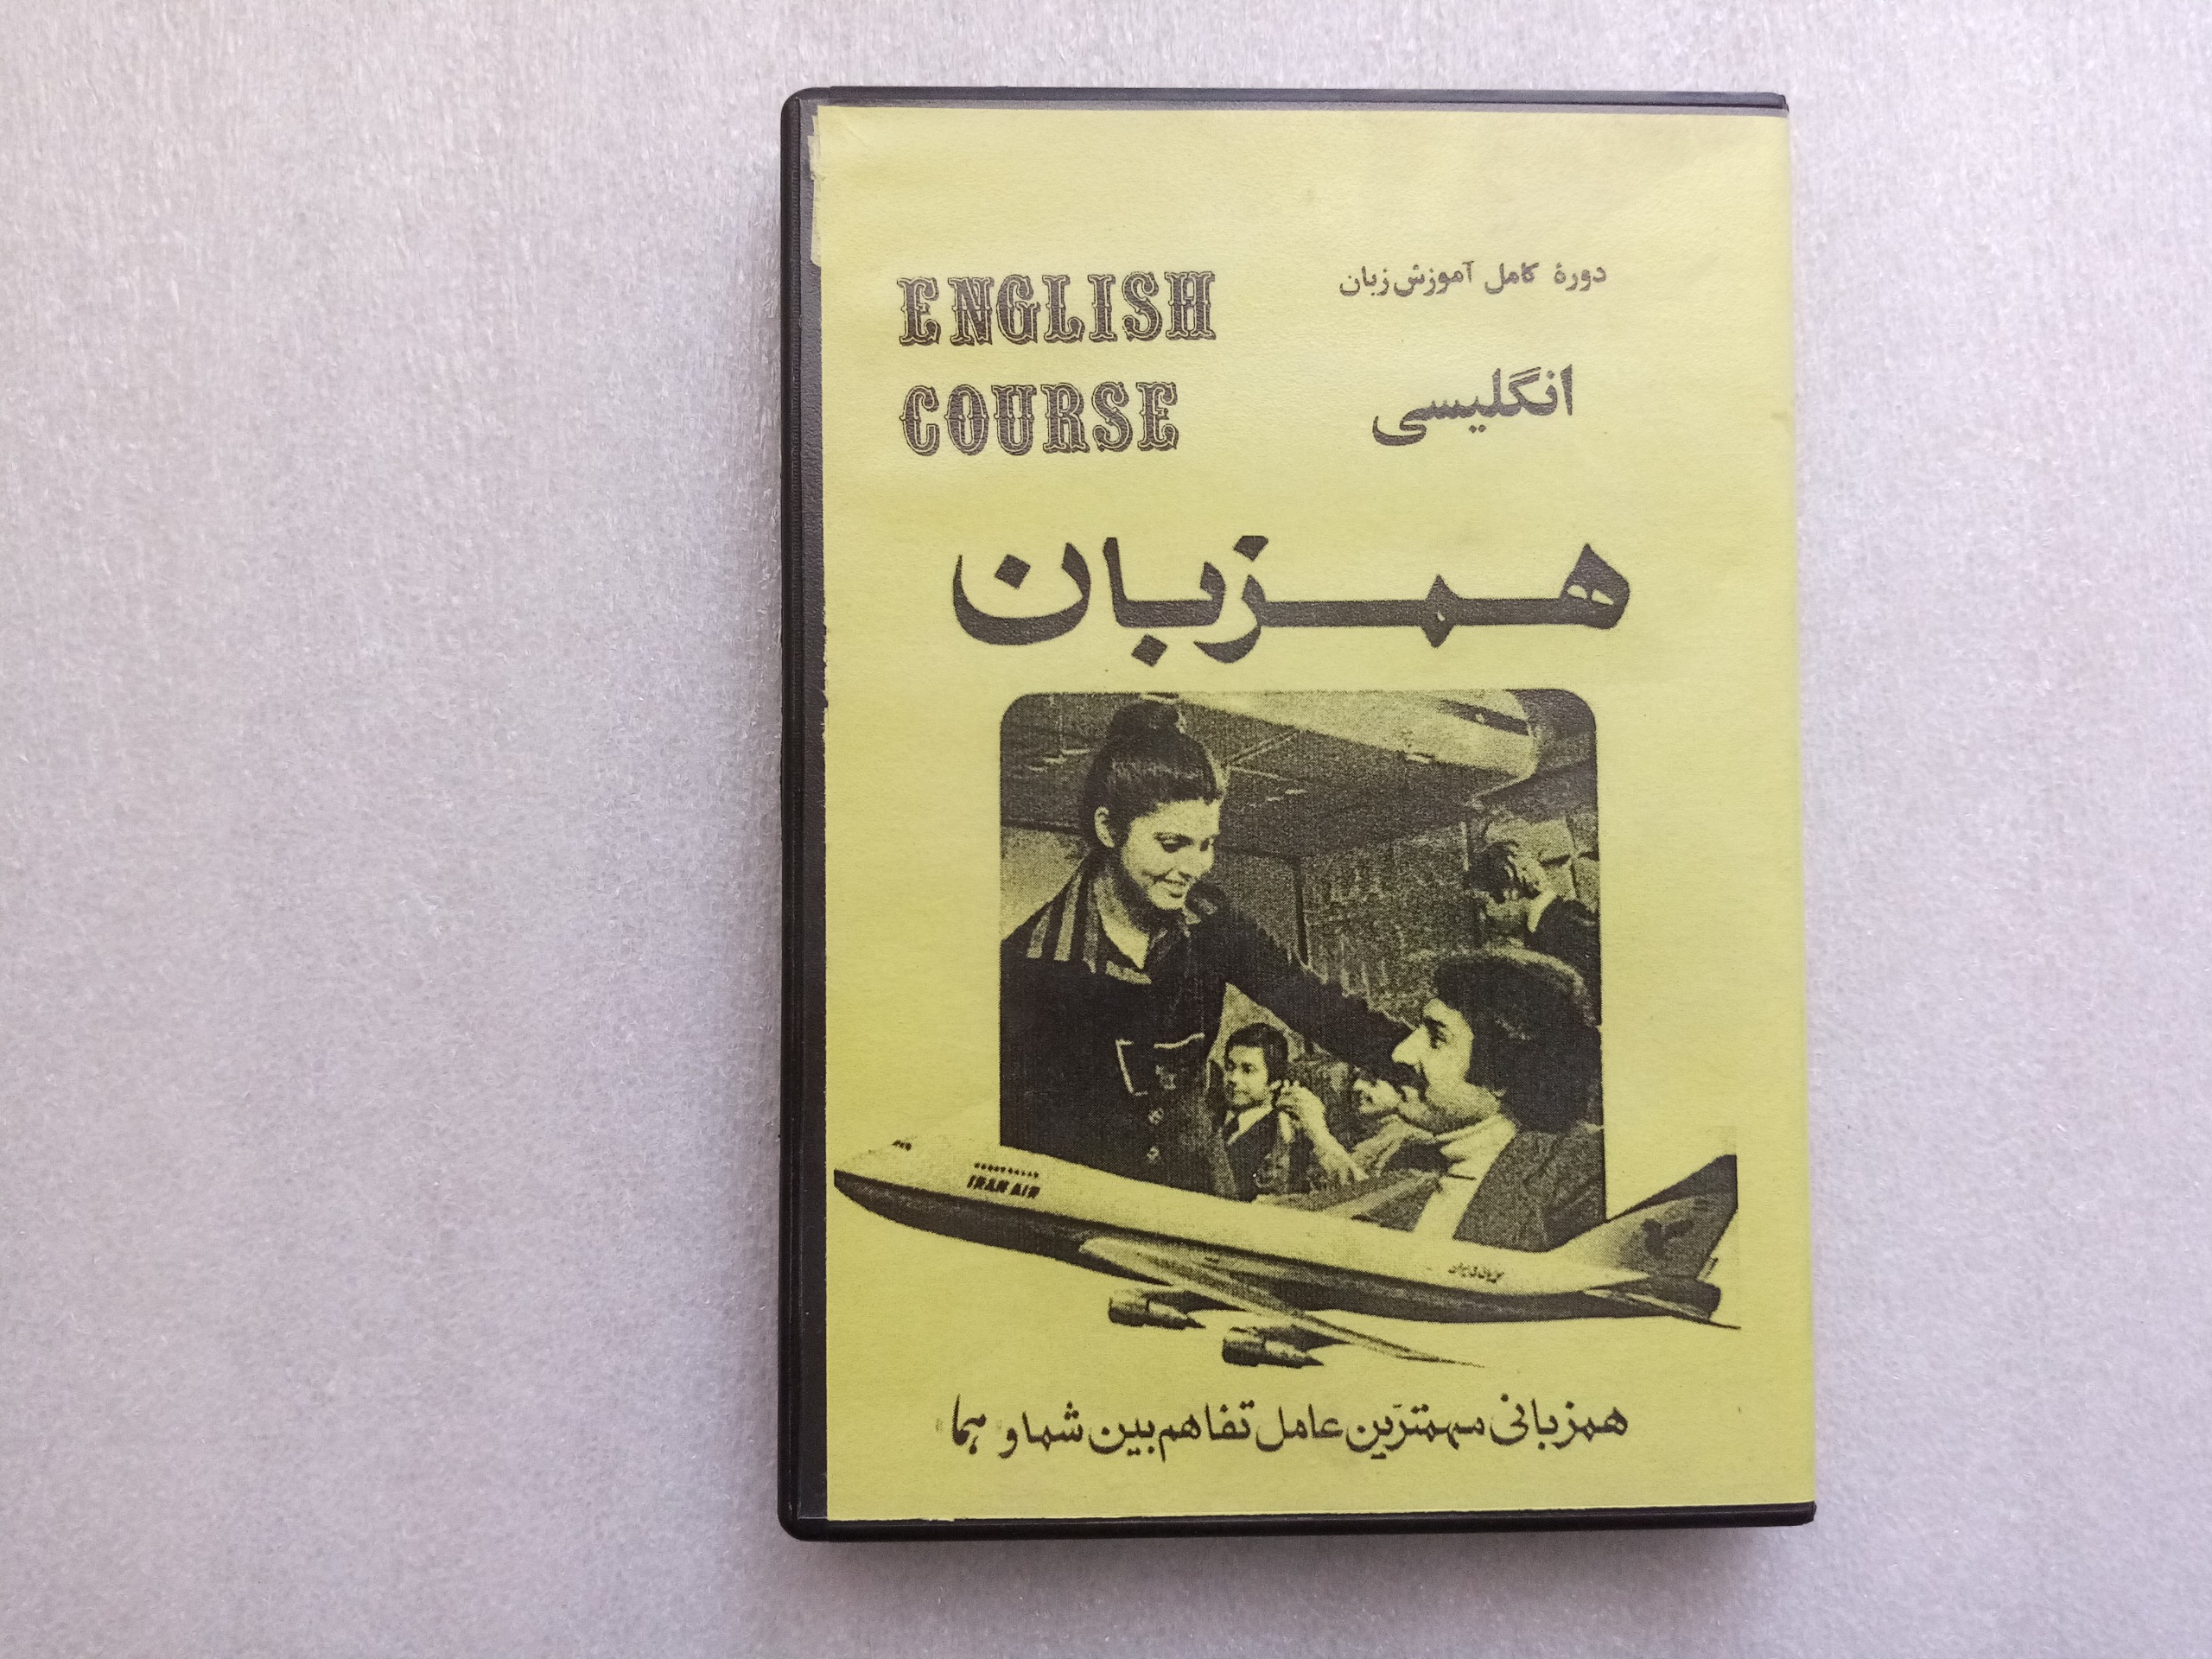 ENGLISH
COURSE
دورهٔ کامل آموزش زبان
انگلیسی
همزبان
IRAN AIR
همزبانی مهمترین عامل تفاهم بین شما و هما